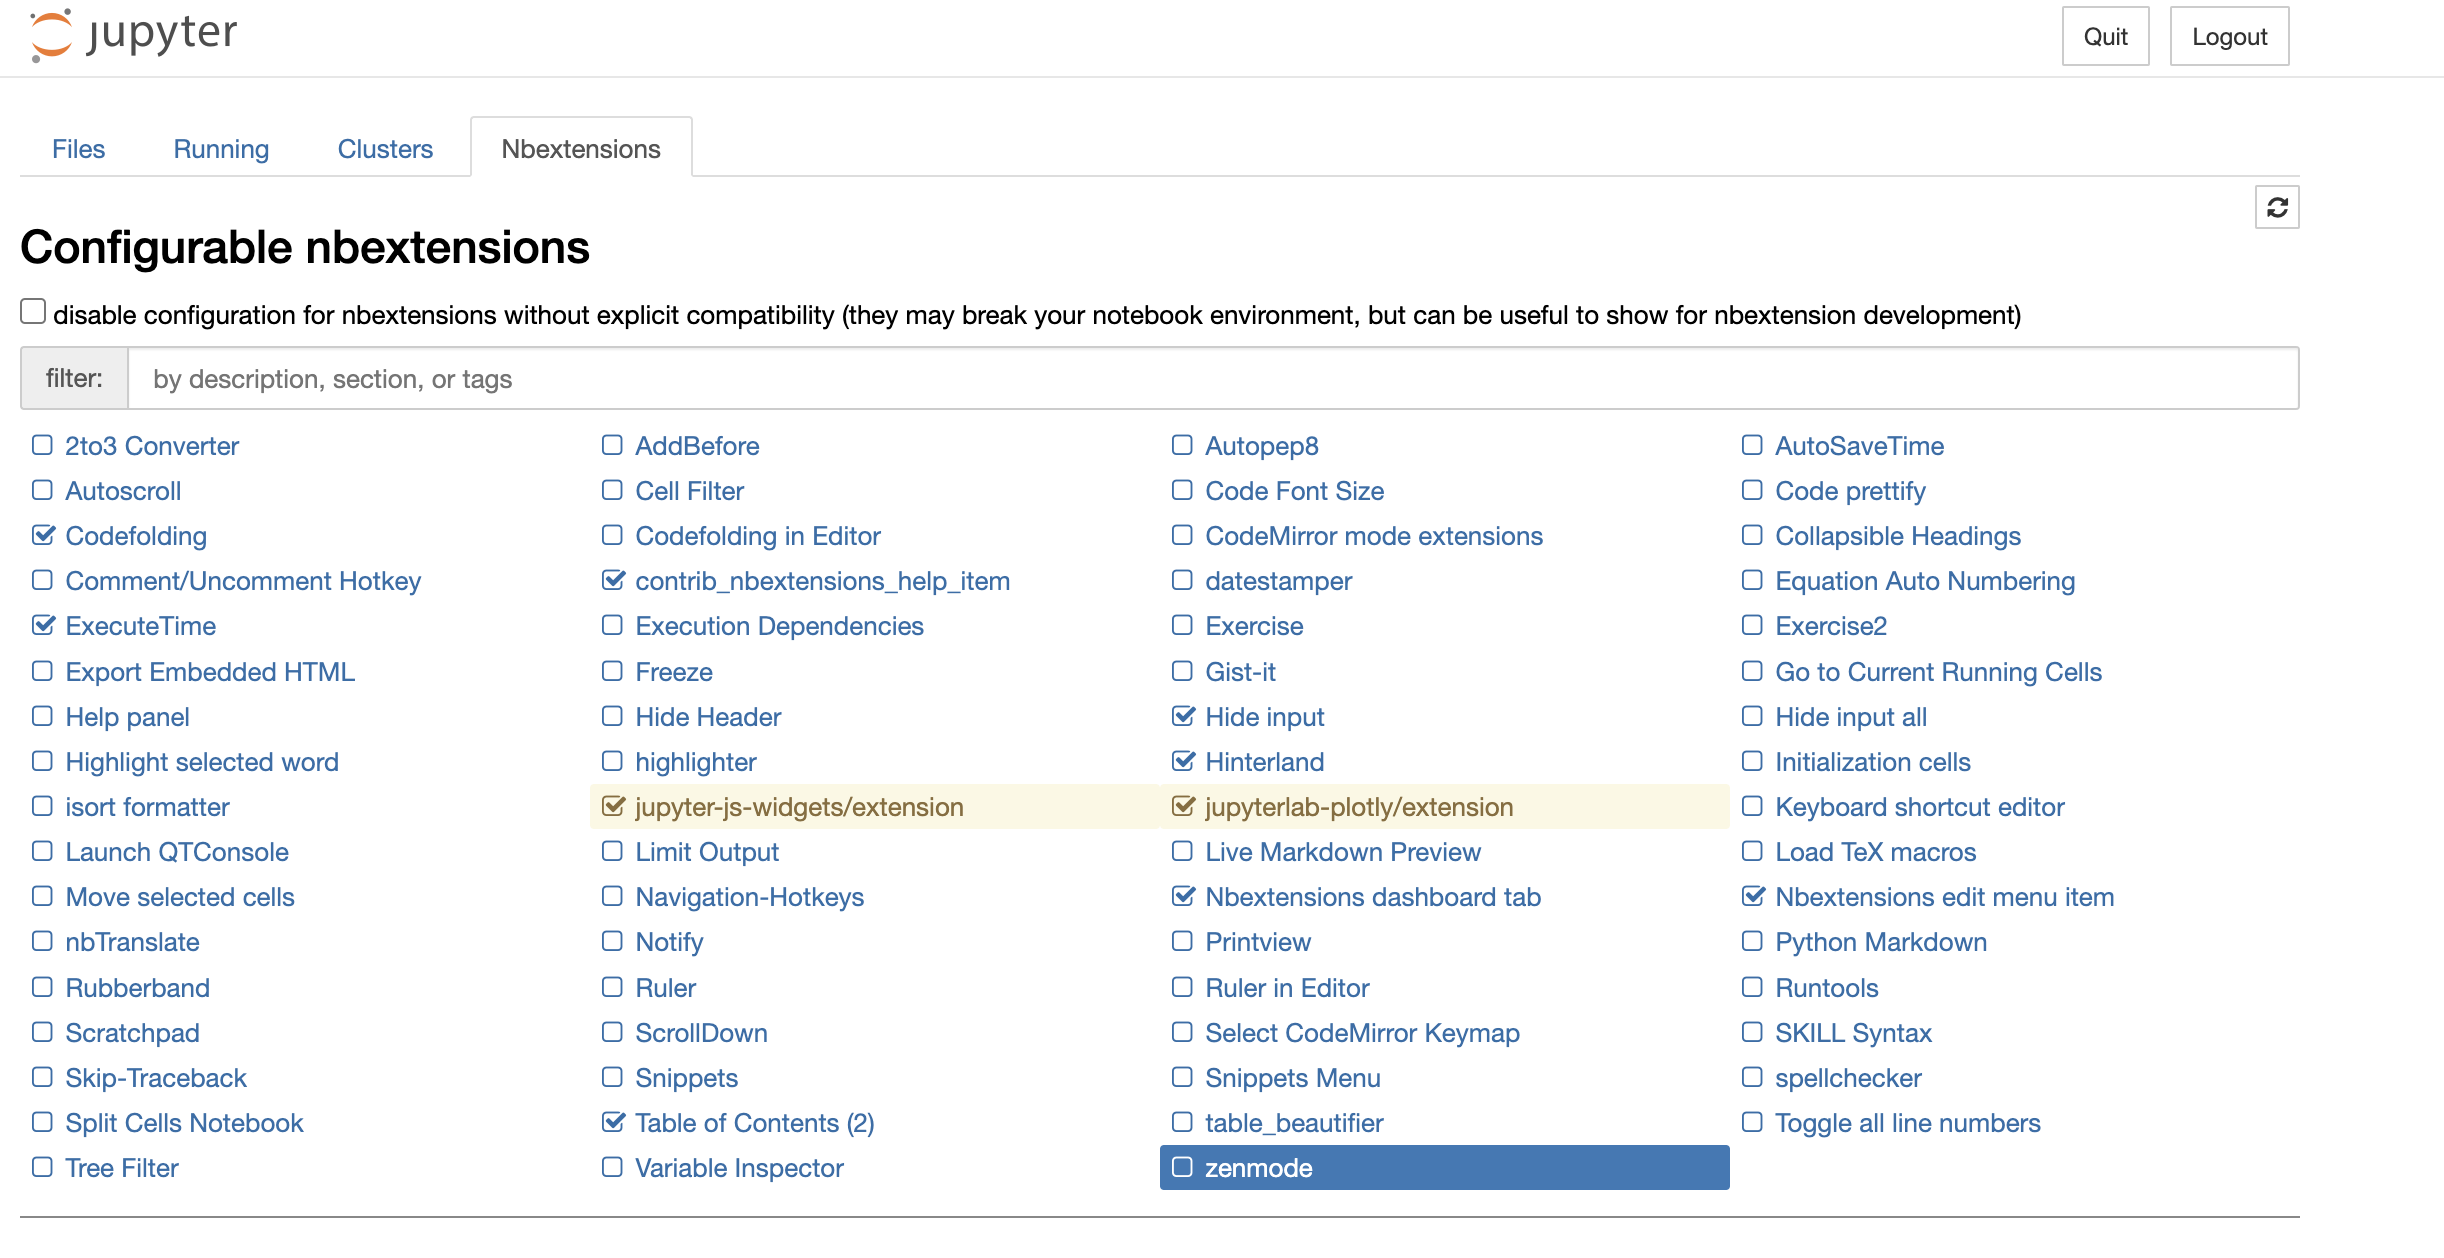 jupyter
Quit Logout
Files Running Clusters Nbextensions
Configurable nbextensions
disable configuration for nbextensions without explicit compatibility (they may break your notebook environment, but can be useful to show for nbextension development)
filter: by description, section, or tags
2to3 Converter AddBefore Autopep8 AutoSaveTime
Autoscroll Cell Filter Code Font Size Code prettify
Codefolding Codefolding in Editor CodeMirror mode extensions Collapsible Headings
Comment/Uncomment Hotkey contrib_nbextensions_help_item datestamper Equation Auto Numbering
ExecuteTime Execution Dependencies Exercise Exercise2
Export Embedded HTML Freeze Gist-it Go to Current Running Cells
Help panel Hide Header Hide input Hide input all
Highlight selected word highlighter Hinterland Initialization cells
isort formatter jupyter-js-widgets/extension jupyterlab-plotly/extension Keyboard shortcut editor
Launch QTConsole Limit Output Live Markdown Preview Load TeX macros
Move selected cells Navigation-Hotkeys Nbextensions dashboard tab Nbextensions edit menu item
nbTranslate Notify Printview Python Markdown
Rubberband Ruler Ruler in Editor Runtools
Scratchpad ScrollDown Select CodeMirror Keymap SKILL Syntax
Skip-Traceback Snippets Snippets Menu spellchecker
Split Cells Notebook Table of Contents (2) table_beautifier Toggle all line numbers
Tree Filter Variable Inspector zenmode